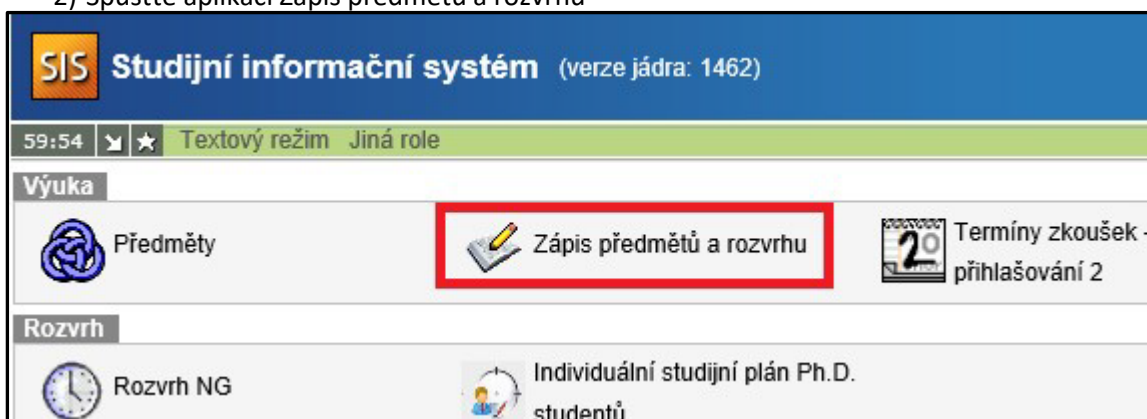 2) Spusťte aplikaci Zápis předmětů a rozvrhu
SIS Studijní informační systém (verze jádra: 1462)
59:54 Textový režim Jiná role
Výuka
Předměty
Zápis předmětů a rozvrhu
Termíny zkoušek -
přihlašování 2
Rozvrh
Rozvrh NG
Individuální studijní plán Ph.D.
studentů